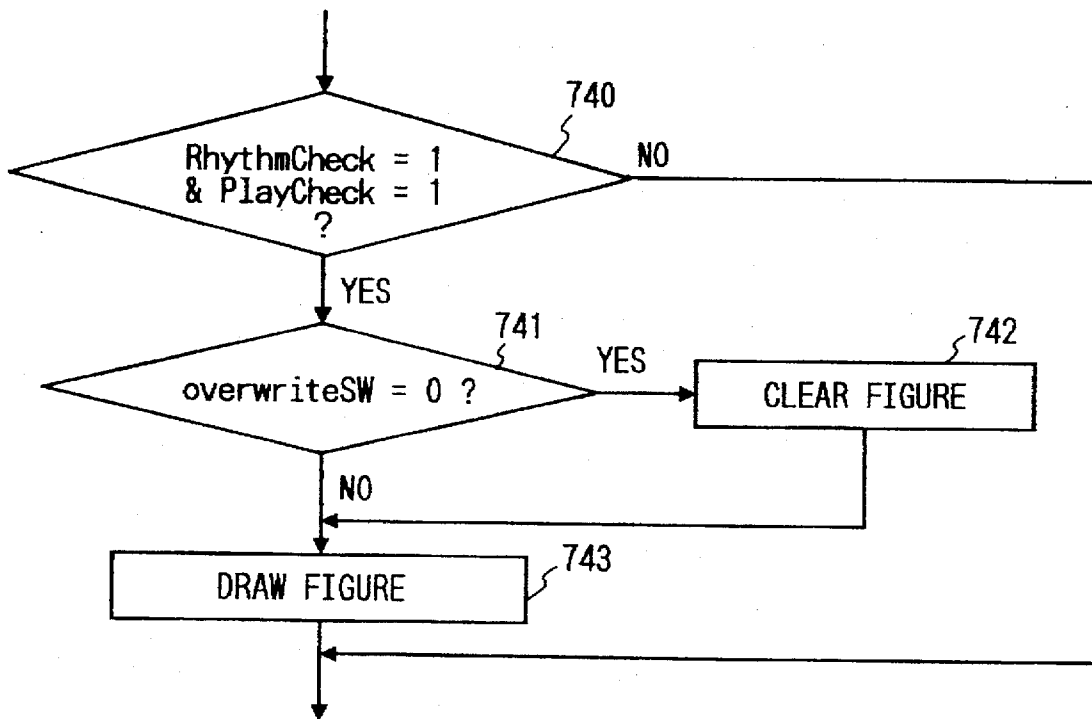 740
RhythmCheck = 1
& PlayCheck = 1
?
NO
YES
741
overwriteSW = 0 ?
YES
742
CLEAR FIGURE
NO
743
DRAW FIGURE